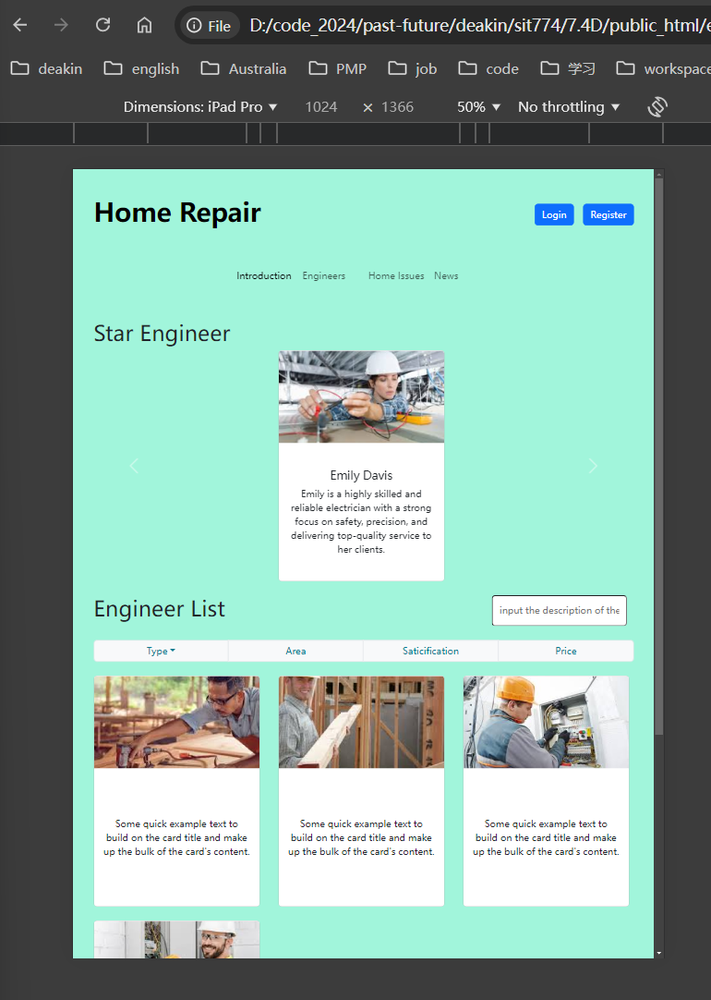 File D:/code_2024/past-future/deakin/sit774/7.4D/public_html/e
deakin english Australia PMP job code 学习 workspace
Dimensions: iPad Pro 1024 × 1366 50% No throttling
Home Repair
Login Register
Introduction Engineers Home Issues News
Star Engineer
Emily Davis
Emily is a highly skilled and
reliable electrician with a strong
focus on safety, precision, and
delivering top-quality service to
her clients.
Engineer List
input the description of the
Type Area Saticification Price
Some quick example text to
build on the card title and make
up the bulk of the card's content.
Some quick example text to
build on the card title and make
up the bulk of the card's content.
Some quick example text to
build on the card title and make
up the bulk of the card's content.